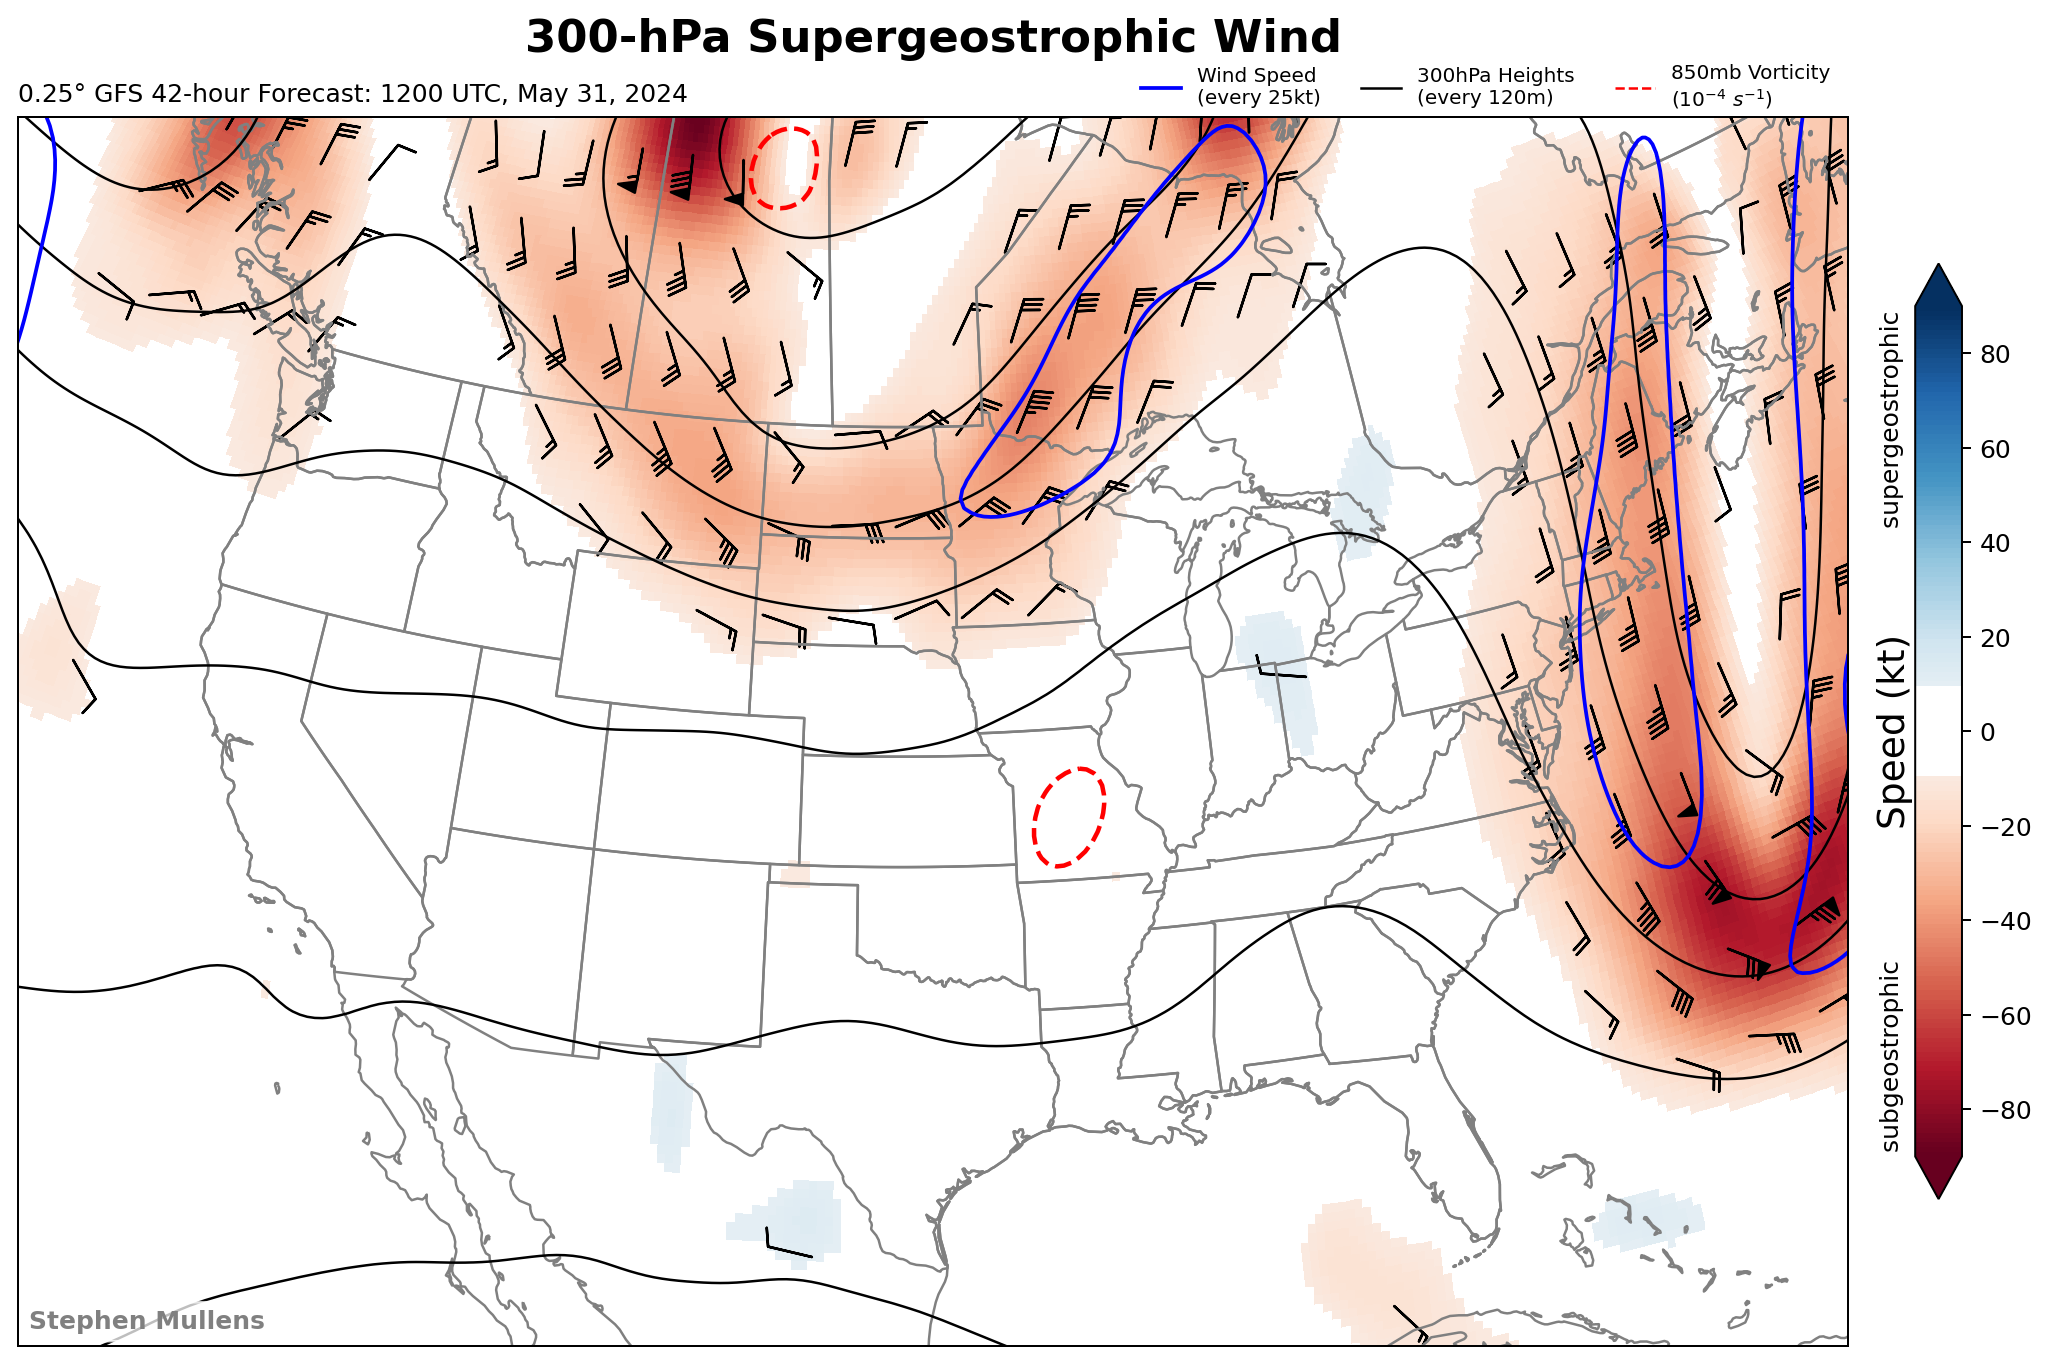 300-hPa Supergeostrophic Wind
0.25° GFS 42-hour Forecast: 1200 UTC, May 31, 2024
Wind Speed
(every 25kt)
300hPa Heights
(every 120m)
850mb Vorticity
(10⁻⁴ s⁻¹)
supergeostrophic
Speed (kt)
subgeostrophic
80
60
40
20
0
−20
−40
−60
−80
Stephen Mullens